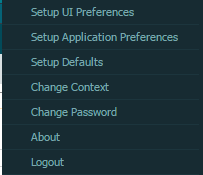 Setup UI Preferences
Setup Application Preferences
Setup Defaults
Change Context
Change Password
About
Logout